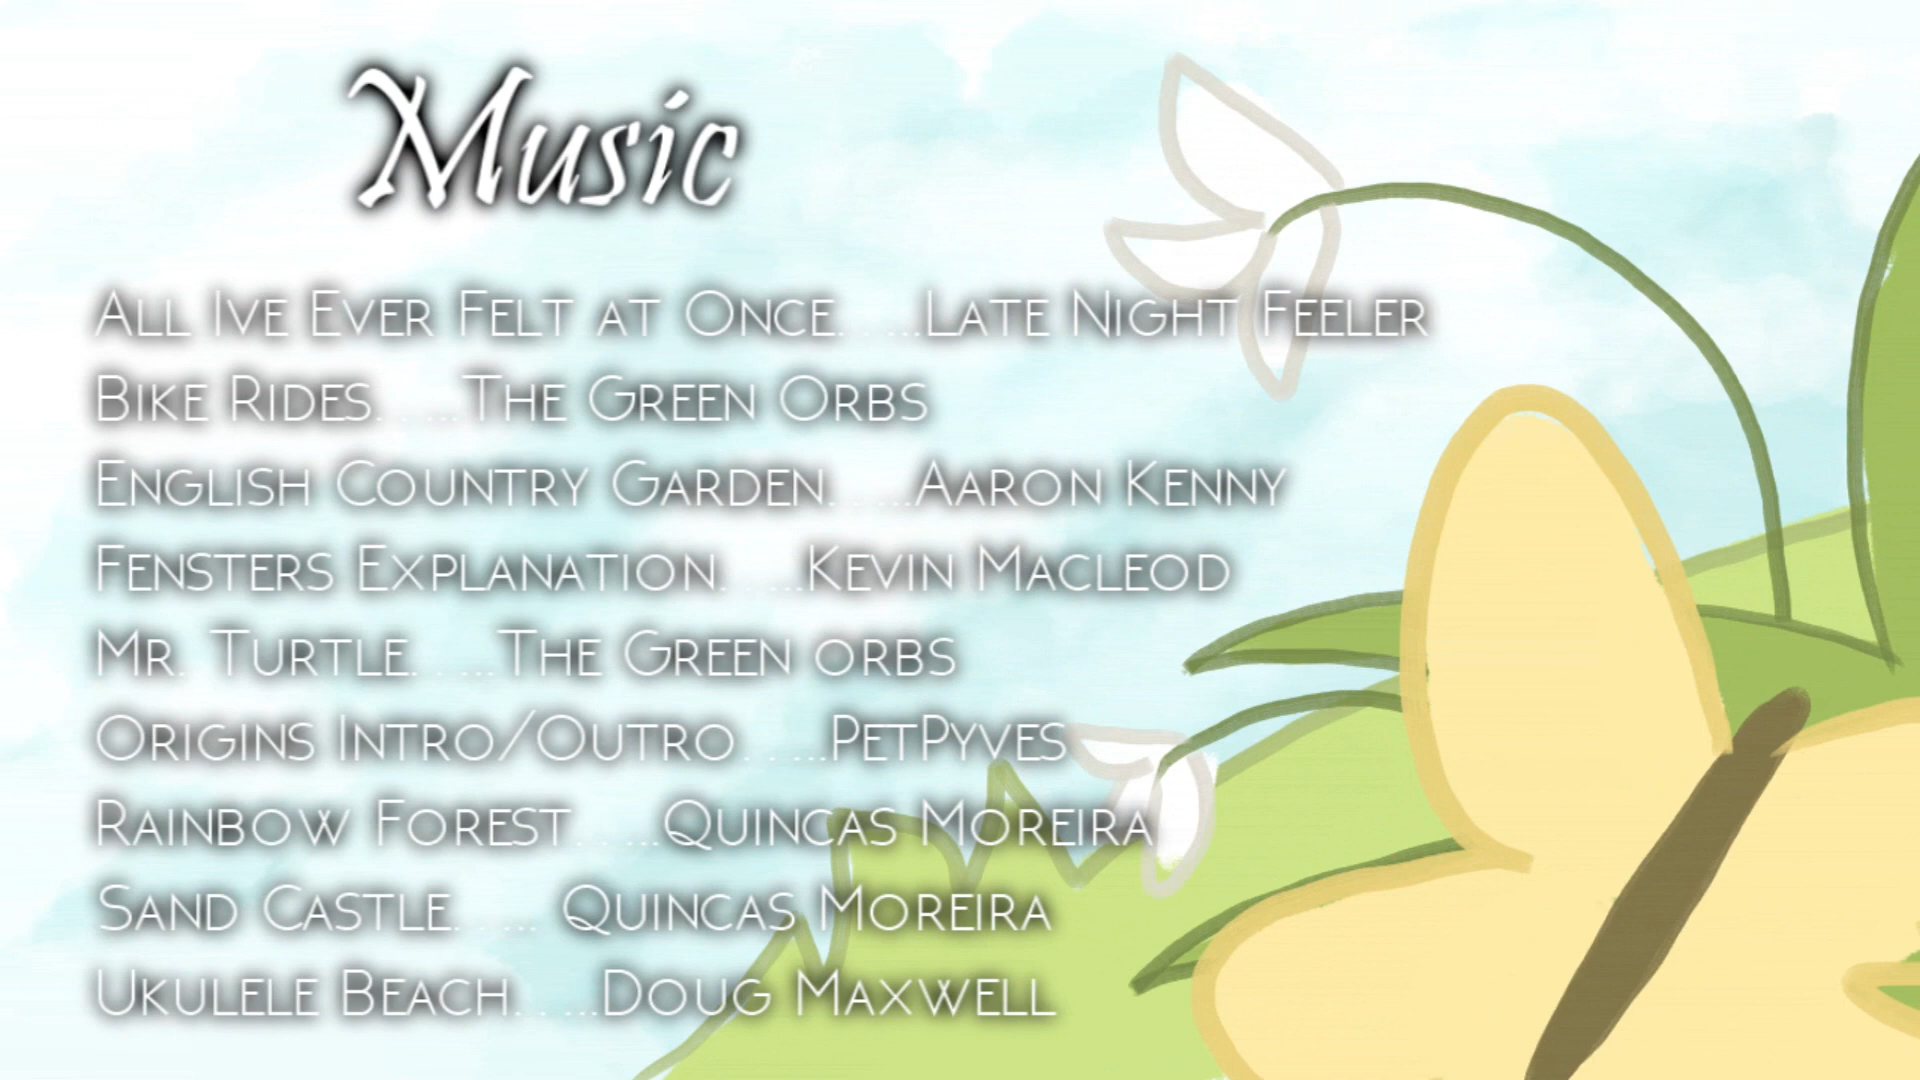 Music
All Ive Ever Felt at Once. . ...Late Night Feeler
Bike Rides. . ...The Green Orbs
English Country Garden. . ...Aaron Kenny
Fensters Explanation. . ...Kevin Macleod
Mr. Turtle. . ...The Green orbs
Origins Intro/Outro. . ...PetPyves
Rainbow Forest. . ...Quincas Moreira
Sand Castle. . ... Quincas Moreira
Ukulele Beach. . ...Doug Maxwell